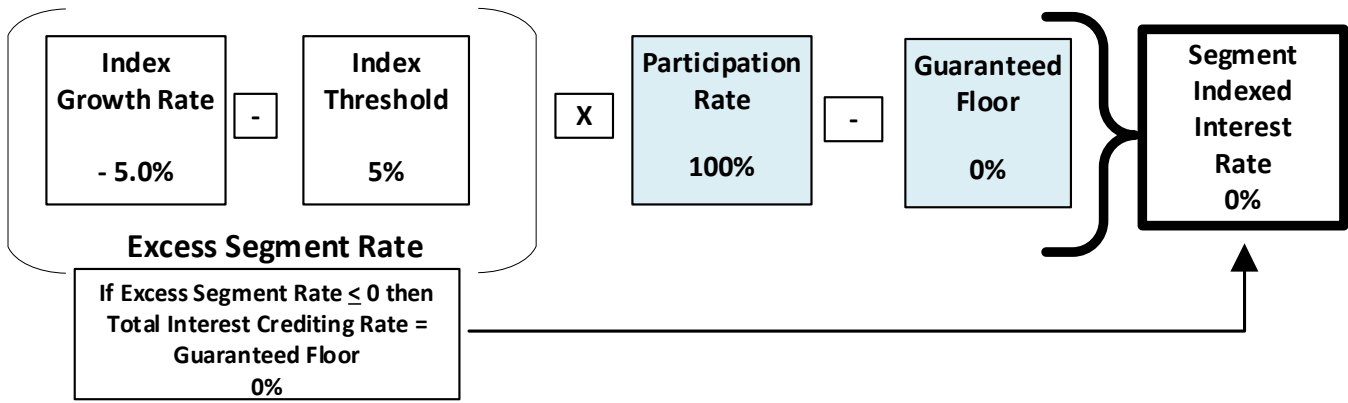 Index
Growth Rate
- 5.0%
-
Index
Threshold
5%
X
Participation
Rate
100%
-
Guaranteed
Floor
0%
Segment
Indexed
Interest
Rate
0%
Excess Segment Rate
If Excess Segment Rate ≤ 0 then
Total Interest Crediting Rate =
Guaranteed Floor
0%